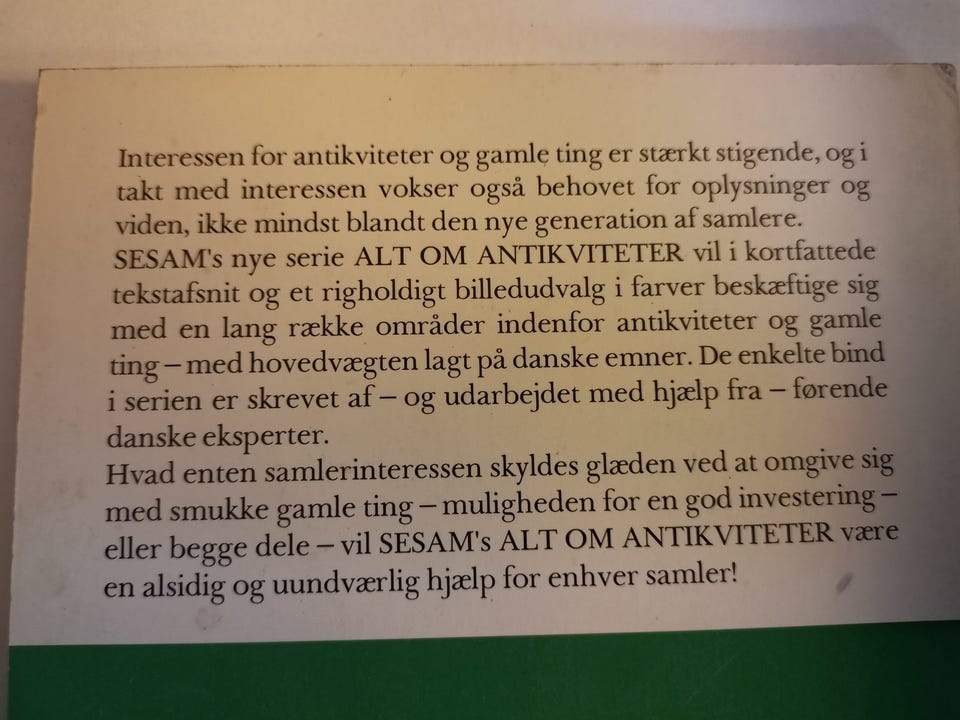 Interessen for antikviteter og gamle ting er stærkt stigende, og i
takt med interessen vokser også behovet for oplysninger og
viden, ikke mindst blandt den nye generation af samlere.
SESAM's nye serie ALT OM ANTIKVITETER vil i kortfattede
tekstafsnit og et righoldigt billedudvalg i farver beskæftige sig
med en lang række områder indenfor antikviteter og gamle
ting – med hovedvægten lagt på danske emner. De enkelte bind
i serien er skrevet af – og udarbejdet med hjælp fra – førende
danske eksperter.
Hvad enten samlerinteressen skyldes glæden ved at omgive sig
med smukke gamle ting – muligheden for en god investering –
eller begge dele – vil SESAM's ALT OM ANTIKVITETER være
en alsidig og uundværlig hjælp for enhver samler!